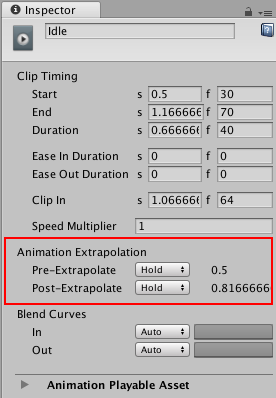 Inspector
Idle
Clip Timing
Start s 0.5 f 30
End s 1.166666 f 70
Duration s 0.666666 f 40
Ease In Duration s 0 f 0
Ease Out Duration s 0 f 0
Clip In s 1.066666 f 64
Speed Multiplier 1
Animation Extrapolation
Pre-Extrapolate Hold 0.5
Post-Extrapolate Hold 0.8166666
Blend Curves
In Auto
Out Auto
Animation Playable Asset